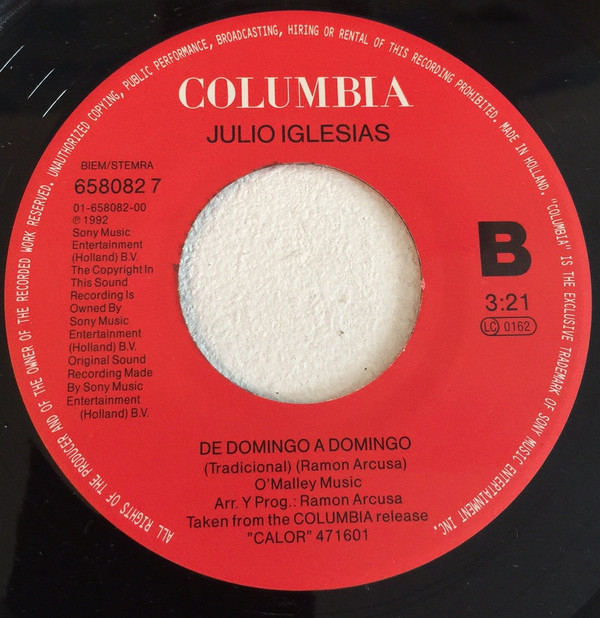 ALL RIGHTS OF THE PRODUCER AND OF THE OWNER OF THE RECORDED WORK RESERVED. UNAUTHORIZED COPYING, PUBLIC PERFORMANCE, BROADCASTING, HIRING OR RENTAL OF THIS RECORDING PROHIBITED. MADE IN HOLLAND. "COLUMBIA" IS THE EXCLUSIVE TRADEMARK OF SONY MUSIC ENTERTAINMENT INC.
COLUMBIA
JULIO IGLESIAS
BIEM/STEMRA
658082 7
01-658082-00
℗ 1992
Sony Music
Entertainment
(Holland) B.V.
The Copyright In
This Sound
Recording Is
Owned By
Sony Music
Entertainment
(Holland) B.V.
Original Sound
Recording Made
By Sony Music
Entertainment
(Holland) B.V.
B
3:21
LC 0162
DE DOMINGO A DOMINGO
(Tradicional) (Ramon Arcusa)
O'Malley Music
Arr. Y Prog.: Ramon Arcusa
Taken from the COLUMBIA release
"CALOR" 471601